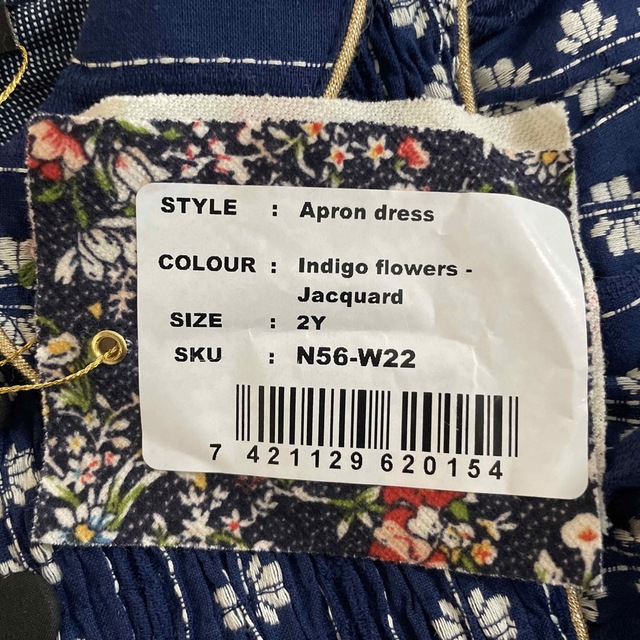 STYLE : Apron dress
COLOUR : Indigo flowers -
Jacquard
SIZE : 2Y
SKU : N56-W22
7 421129 620154